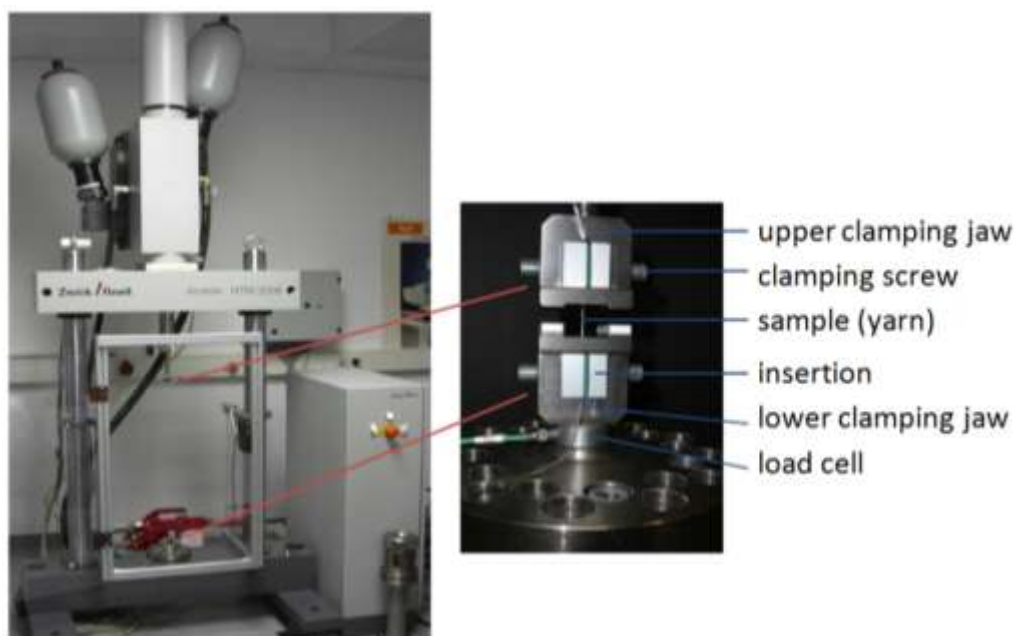 Zwick / Roell
upper clamping jaw
clamping screw
sample (yarn)
insertion
lower clamping jaw
load cell